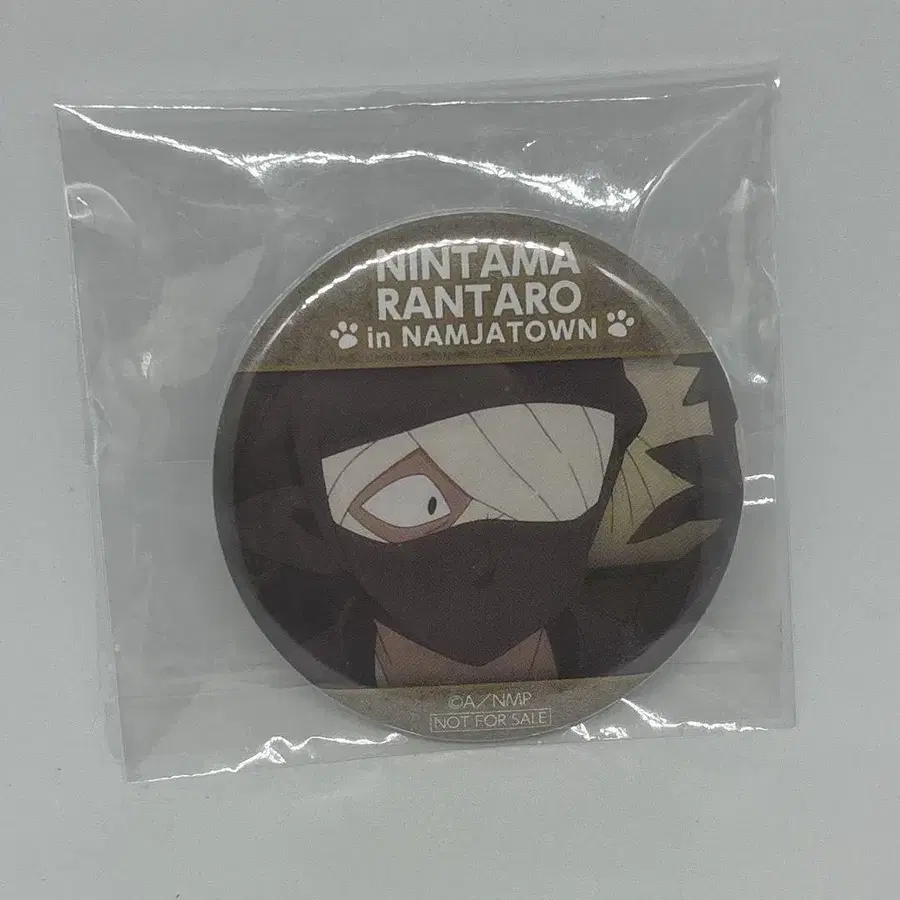 NINTAMA
RANTARO
in NAMJATOWN
©A／NMP
NOT FOR SALE